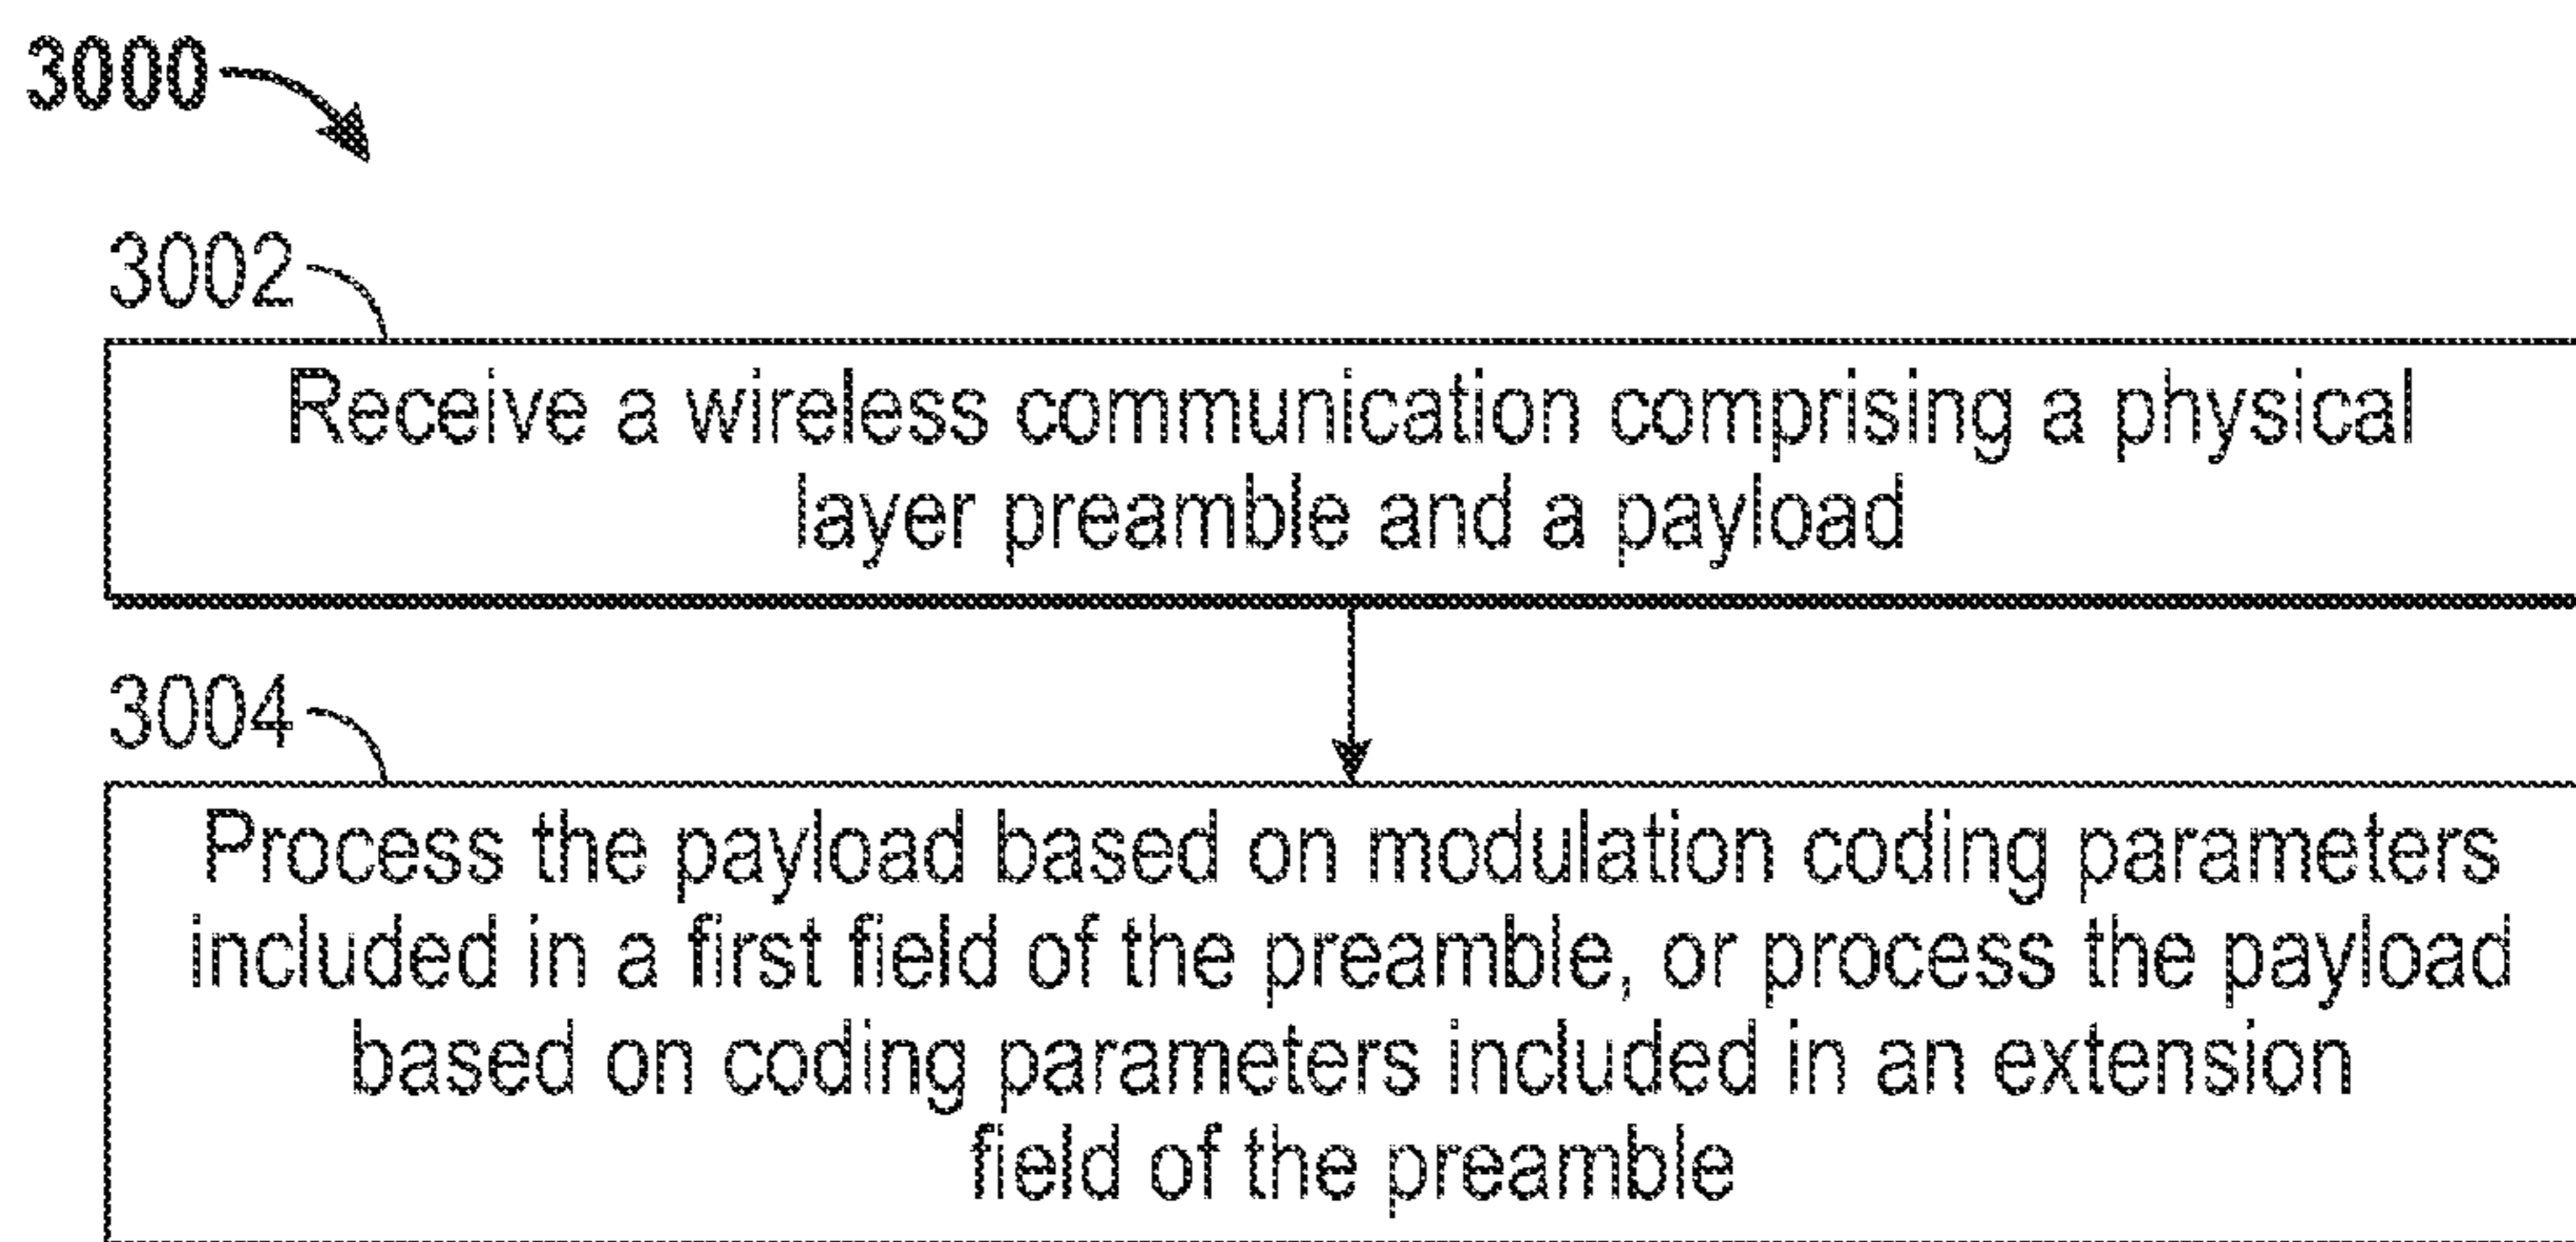 3000
3002
Receive a wireless communication comprising a physical
layer preamble and a payload
3004
Process the payload based on modulation coding parameters
included in a first field of the preamble, or process the payload
based on coding parameters included in an extension
field of the preamble